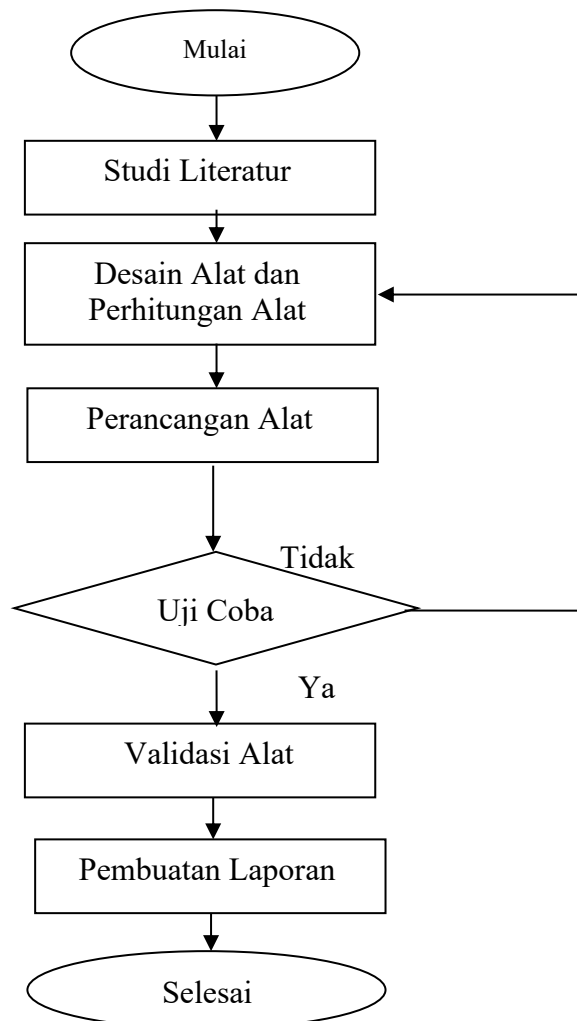 Mulai
Studi Literatur
Desain Alat dan
Perhitungan Alat
Perancangan Alat
Tidak
Uji Coba
Ya
Validasi Alat
Pembuatan Laporan
Selesai